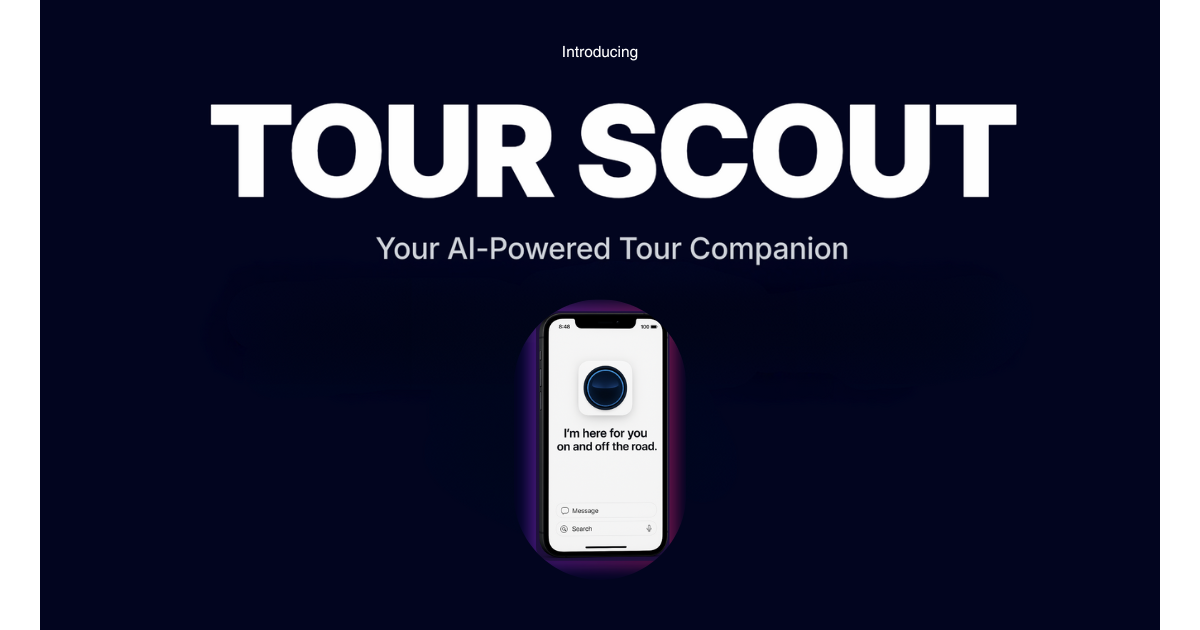 Introducing
TOUR SCOUT
Your AI-Powered Tour Companion
8:48
100
I'm here for you
on and off the road.
Message
Search